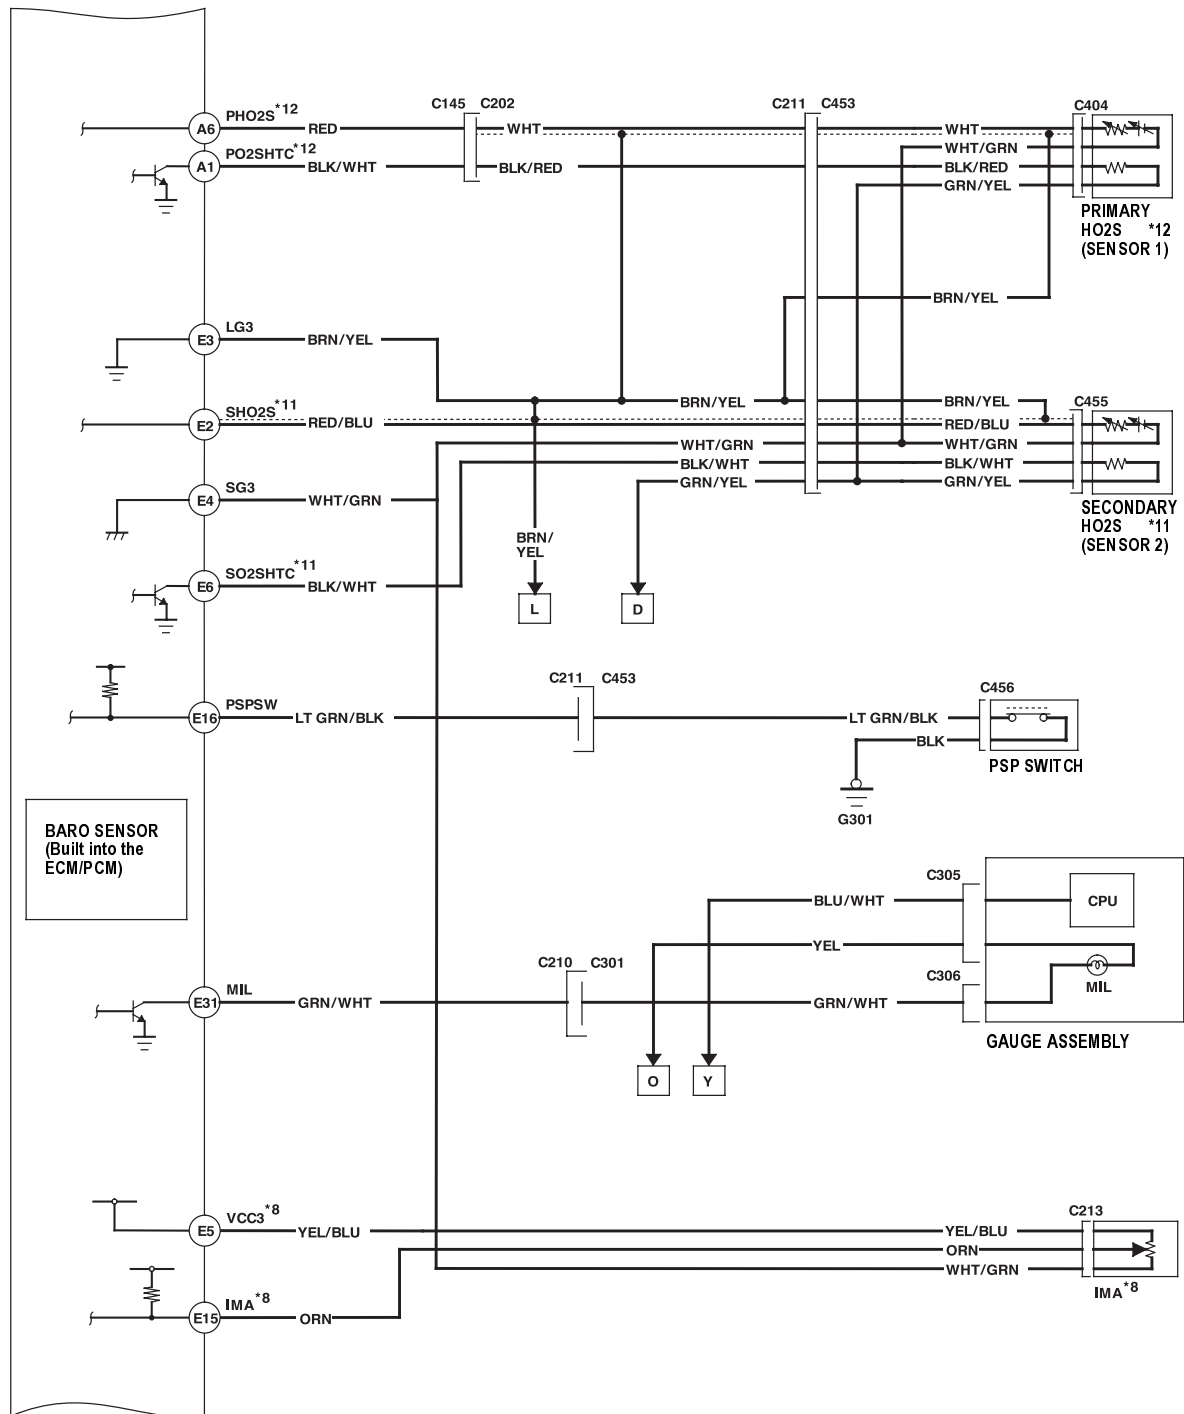 C145 C202 C211 C453 C404
PHO2S*12
A6 RED WHT WHT
PO2SHTC*12 WHT/GRN
A1 BLK/WHT BLK/RED BLK/RED
GRN/YEL
PRIMARY
HO2S *12
(SENSOR 1)
BRN/YEL
LG3
E3 BRN/YEL
BRN/YEL BRN/YEL C455
SHO2S*11
E2 RED/BLU RED/BLU
WHT/GRN WHT/GRN
BLK/WHT BLK/WHT
GRN/YEL GRN/YEL
SG3
E4 WHT/GRN
SECONDARY
HO2S *11
(SENSOR 2)
BRN/
YEL
SO2SHTC*11
E6 BLK/WHT
L D
C211 C453 C456
PSPSW
E16 LT GRN/BLK LT GRN/BLK
BLK
PSP SWITCH
G301
BARO SENSOR
(Built into the
ECM/PCM)
C305
BLU/WHT CPU
YEL
C210 C301 C306
MIL
MIL
E31 GRN/WHT GRN/WHT
GAUGE ASSEMBLY
O Y
C213
VCC3*8
E5 YEL/BLU YEL/BLU
ORN
WHT/GRN
IMA*8
IMA*8
E15 ORN